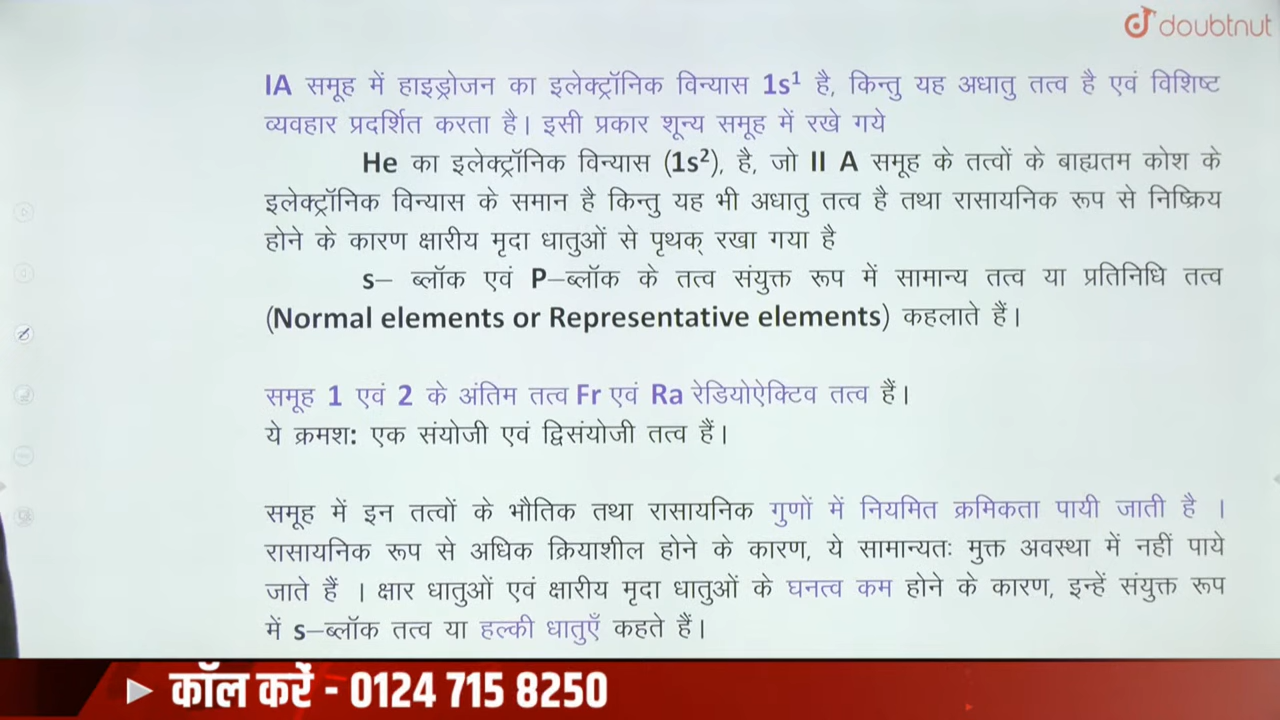 doubtnut
IA समूह में हाइड्रोजन का इलेक्ट्रॉनिक विन्यास 1s¹ है, किन्तु यह अधातु तत्व है एवं विशिष्ट
व्यवहार प्रदर्शित करता है। इसी प्रकार शून्य समूह में रखे गये
He का इलेक्ट्रॉनिक विन्यास (1s²), है, जो II A समूह के तत्वों के बाह्यतम कोश के
इलेक्ट्रॉनिक विन्यास के समान है किन्तु यह भी अधातु तत्व है तथा रासायनिक रूप से निष्क्रिय
होने के कारण क्षारीय मृदा धातुओं से पृथक् रखा गया है
s– ब्लॉक एवं P–ब्लॉक के तत्व संयुक्त रूप में सामान्य तत्व या प्रतिनिधि तत्व
(Normal elements or Representative elements) कहलाते हैं।
समूह 1 एवं 2 के अंतिम तत्व Fr एवं Ra रेडियोऐक्टिव तत्व हैं।
ये क्रमश: एक संयोजी एवं द्विसंयोजी तत्व हैं।
समूह में इन तत्वों के भौतिक तथा रासायनिक गुणों में नियमित क्रमिकता पायी जाती है ।
रासायनिक रूप से अधिक क्रियाशील होने के कारण, ये सामान्यतः मुक्त अवस्था में नहीं पाये
जाते हैं । क्षार धातुओं एवं क्षारीय मृदा धातुओं के घनत्व कम होने के कारण, इन्हें संयुक्त रूप
में s–ब्लॉक तत्व या हल्की धातुएँ कहते हैं।
कॉल करें - 0124 715 8250